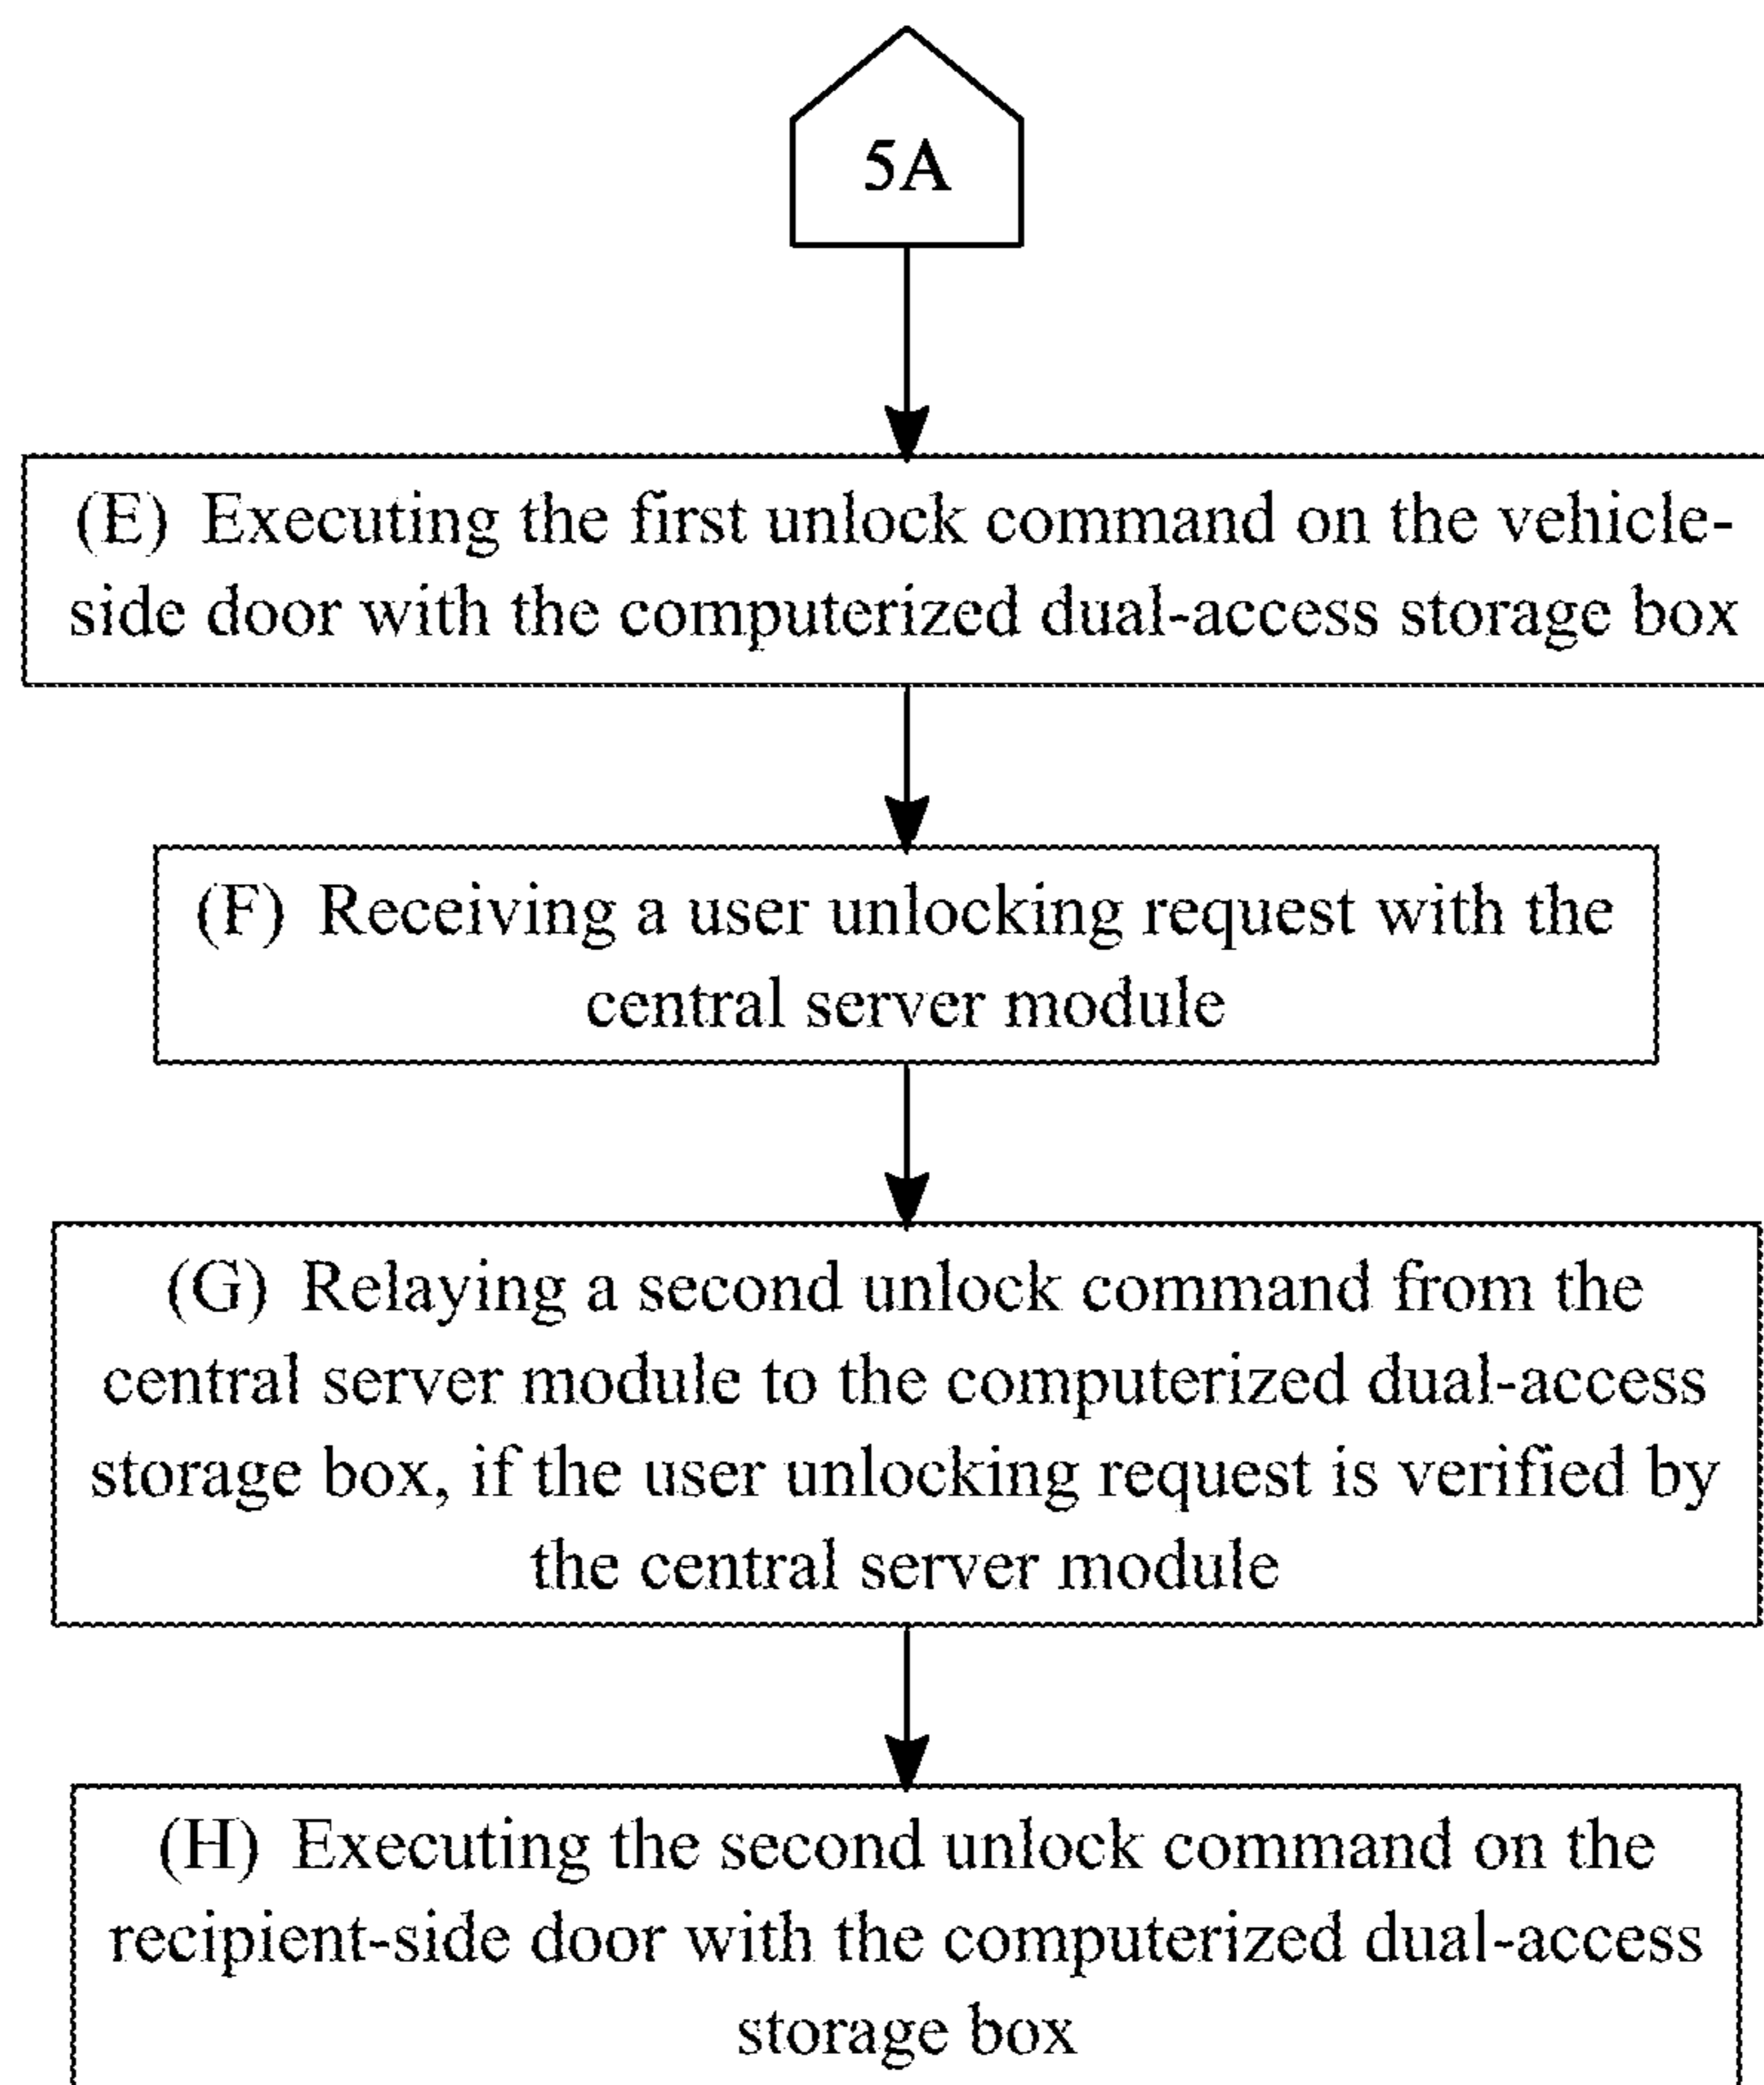 5A
(E) Executing the first unlock command on the vehicle-
side door with the computerized dual-access storage box
(F) Receiving a user unlocking request with the
central server module
(G) Relaying a second unlock command from the
central server module to the computerized dual-access
storage box, if the user unlocking request is verified by
the central server module
(H) Executing the second unlock command on the
recipient-side door with the computerized dual-access
storage box